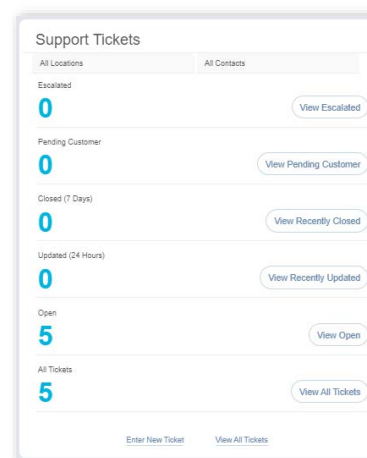 Support Tickets
All Locations All Contacts
Escalated
0 View Escalated
Pending Customer
0 View Pending Customer
Closed (7 Days)
0 View Recently Closed
Updated (24 Hours)
0 View Recently Updated
Open
5 View Open
All Tickets
5 View All Tickets
Enter New Ticket View All Tickets